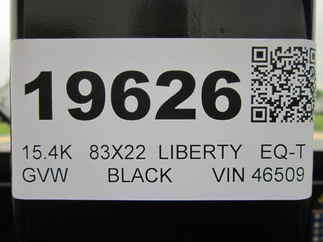 19626
15.4K 83X22 LIBERTY EQ-T
GVW BLACK VIN 46509